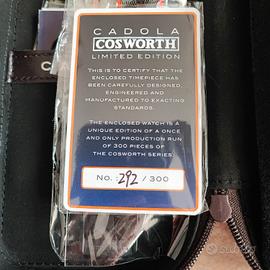 CADOLA
COSWORTH
LIMITED EDITION
THIS IS TO CERTIFY THAT THE
ENCLOSED TIMEPIECE HAS
BEEN CAREFULLY DESIGNED,
ENGINEERED AND
MANUFACTURED TO EXACTING
STANDARDS.
THE ENCLOSED WATCH IS A
UNIQUE EDITION OF A ONCE
AND ONLY PRODUCTION RUN
OF 300 PIECES OF
THE COSWORTH SERIES.
No. :292 / 300
C
subito